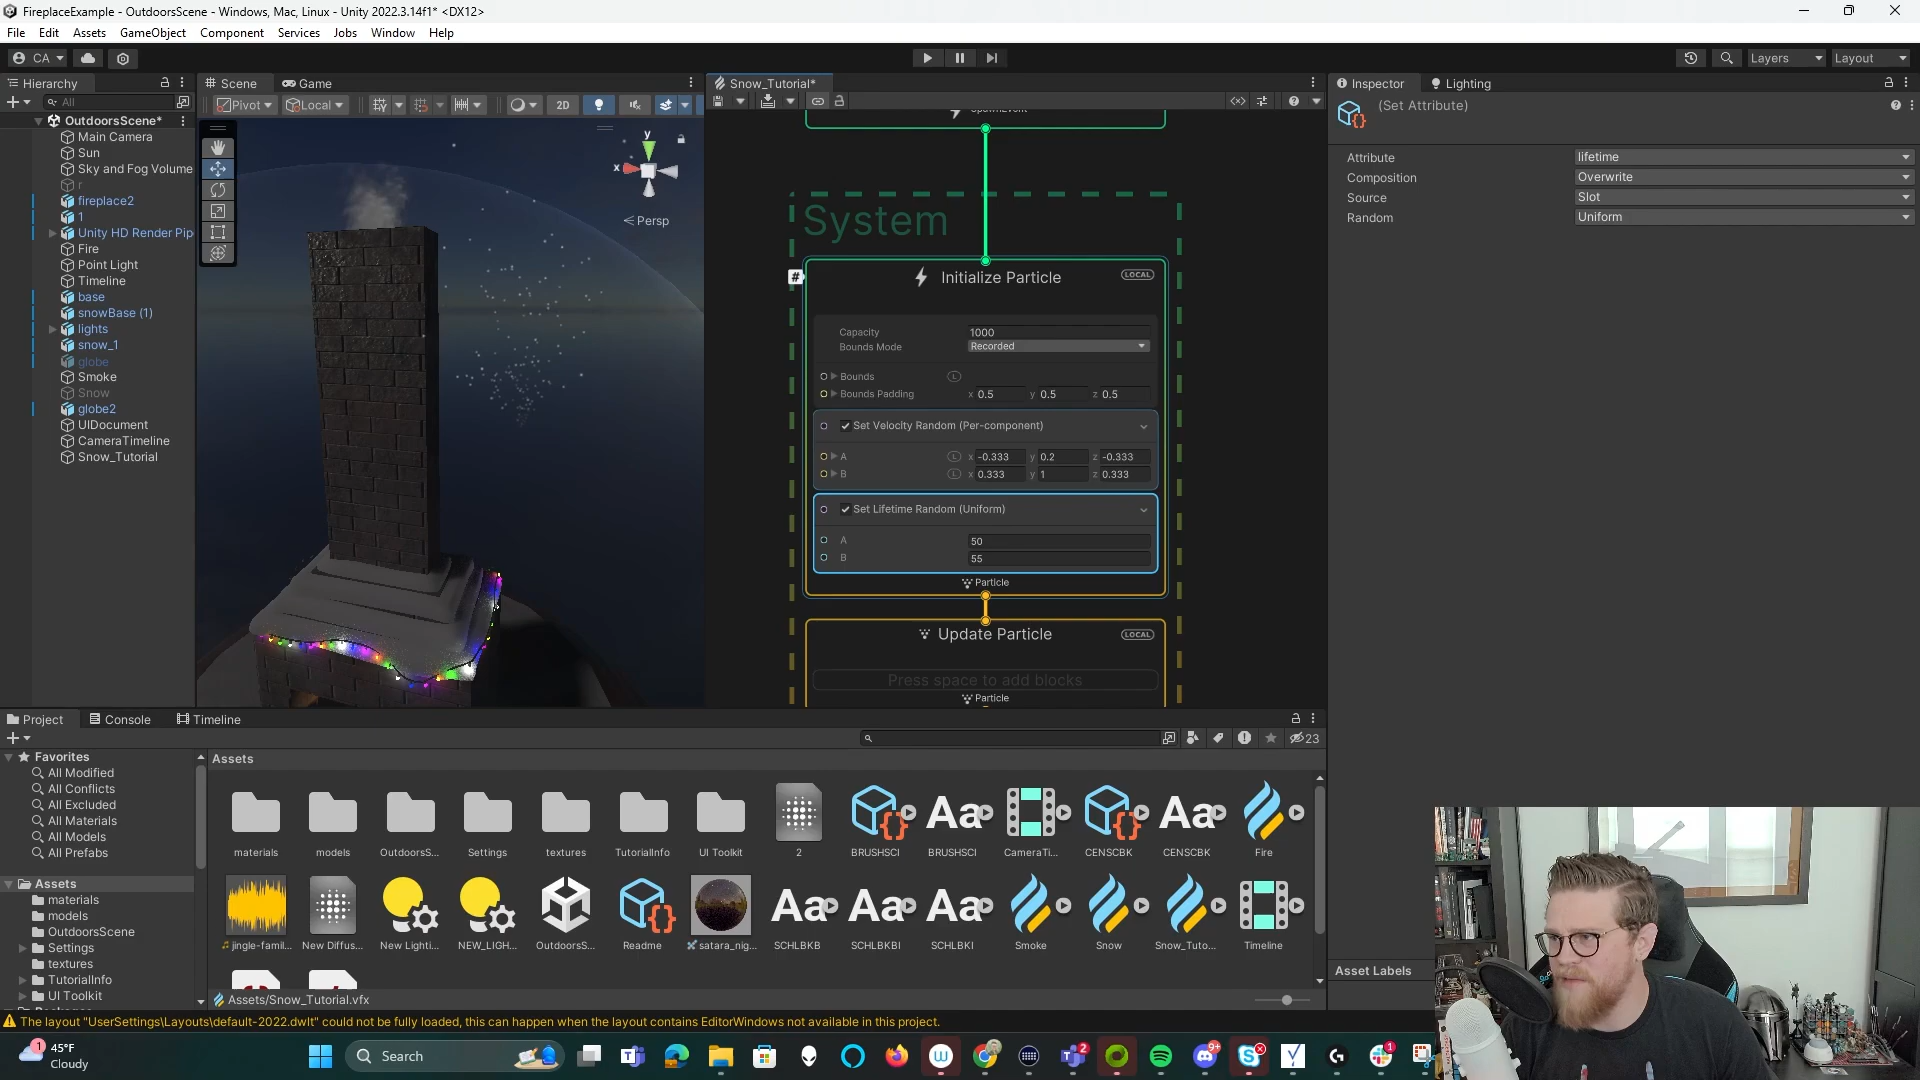 FireplaceExample - OutdoorsScene - Windows, Mac, Linux - Unity 2022.3.14f1* <DX12>
File Edit Assets GameObject Component Services Jobs Window Help
CA
Layers Layout
Hierarchy
All
OutdoorsScene*
Main Camera
Sun
Sky and Fog Volume
r
fireplace2
1
Unity HD Render Pip
Fire
Point Light
Timeline
base
snowBase (1)
lights
snow_1
globe
Smoke
Snow
globe2
UIDocument
CameraTimeline
Snow_Tutorial
Scene Game
Pivot Local 2D
y
x
< Persp
Snow_Tutorial*
System
Initialize Particle LOCAL
Capacity 1000
Bounds Mode Recorded
Bounds L
Bounds Padding x 0.5 y 0.5 z 0.5
Set Velocity Random (Per-component)
A L x -0.333 y 0.2 z -0.333
B L x 0.333 y 1 z 0.333
Set Lifetime Random (Uniform)
A 50
B 55
Particle
Update Particle LOCAL
Press space to add blocks
Particle
Inspector Lighting
(Set Attribute)
Attribute lifetime
Composition Overwrite
Source Slot
Random Uniform
Asset Labels
Project Console Timeline
23
Favorites
All Modified
All Conflicts
All Excluded
All Materials
All Models
All Prefabs
Assets
materials
models
OutdoorsScene
Settings
textures
TutorialInfo
UI Toolkit
Assets
materials models OutdoorsS... Settings textures TutorialInfo UI Toolkit 2 BRUSHSCI BRUSHSCI CameraTi... CENSCBK CENSCBK Fire
jingle-famil... New Diffus... New Lighti... NEW_LIGH... OutdoorsS... Readme satara_nig... SCHLBKB SCHLBKBI SCHLBKI Smoke Snow Snow_Tuto... Timeline
Assets/Snow_Tutorial.vfx
The layout "UserSettings\Layouts\default-2022.dwlt" could not be fully loaded, this can happen when the layout contains EditorWindows not available in this project.
1
45°F
Cloudy
Search
2
9+
1